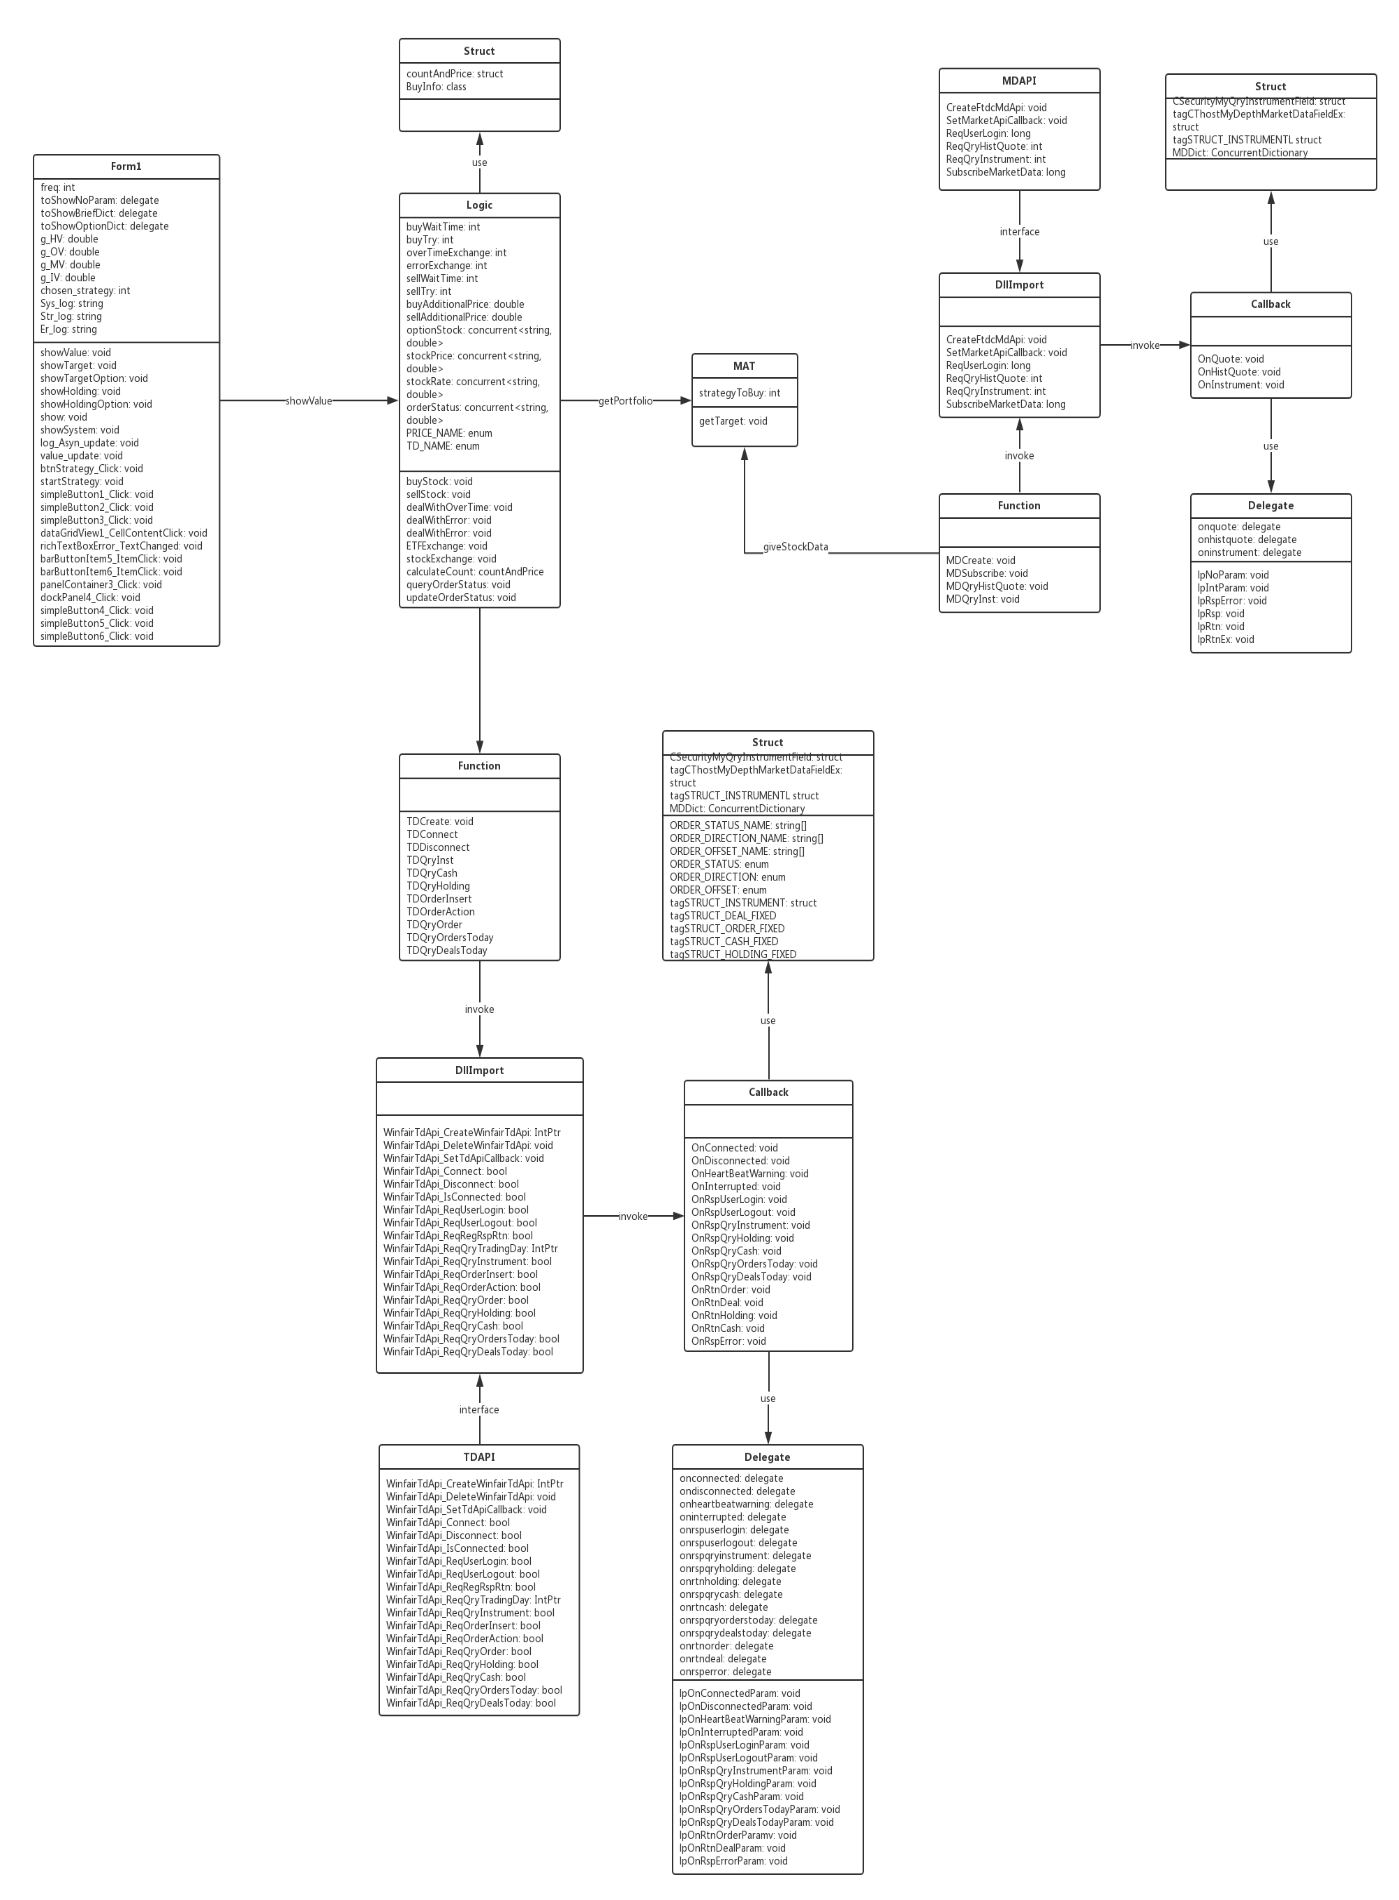 Struct
countAndPrice: struct
BuyInfo: class
use
Form1
freq: int
toShowNoParam: delegate
toShowBriefDict: delegate
toShowOptionDict: delegate
g_HV: double
g_OV: double
g_MV: double
g_IV: double
chosen_strategy: int
Sys_log: string
Str_log: string
Er_log: string
showValue: void
showTarget: void
showTargetOption: void
showHolding: void
showHoldingOption: void
show: void
showSystem: void
log_Asyn_update: void
value_update: void
btnStrategy_Click: void
startStrategy: void
simpleButton1_Click: void
simpleButton2_Click: void
simpleButton3_Click: void
dataGridView1_CellContentClick: void
richTextBoxError_TextChanged: void
barButtonItem5_ItemClick: void
barButtonItem6_ItemClick: void
panelContainer3_Click: void
dockPanel4_Click: void
simpleButton4_Click: void
simpleButton5_Click: void
simpleButton6_Click: void
showValue
Logic
buyWaitTime: int
buyTry: int
overTimeExchange: int
errorExchange: int
sellWaitTime: int
sellTry: int
buyAdditionalPrice: double
sellAdditionalPrice: double
optionStock: concurrent<string,
double>
stockPrice: concurrent<string,
double>
stockRate: concurrent<string,
double>
orderStatus: concurrent<string,
double>
PRICE_NAME: enum
TD_NAME: enum
buyStock: void
sellStock: void
dealWithOverTime: void
dealWithError: void
dealWithError: void
ETFExchange: void
stockExchange: void
calculateCount: countAndPrice
queryOrderStatus: void
updateOrderStatus: void
getPortfolio
MAT
strategyToBuy: int
getTarget: void
giveStockData
MDAPI
CreateFtdcMdApi: void
SetMarketApiCallback: void
ReqUserLogin: long
ReqQryHistQuote: int
ReqQryInstrument: int
SubscribeMarketData: long
interface
DllImport
CreateFtdcMdApi: void
SetMarketApiCallback: void
ReqUserLogin: long
ReqQryHistQuote: int
ReqQryInstrument: int
SubscribeMarketData: long
invoke
invoke
Function
MDCreate: void
MDSubscribe: void
MDQryHistQuote: void
MDQryInst: void
Struct
CSecurityMyQryInstrumentField: struct
tagCThostMyDepthMarketDataFieldEx:
struct
tagSTRUCT_INSTRUMENTL struct
MDDict: ConcurrentDictionary
use
Callback
OnQuote: void
OnHistQuote: void
OnInstrument: void
use
Delegate
onquote: delegate
onhistquote: delegate
oninstrument: delegate
lpNoParam: void
lpIntParam: void
lpRspError: void
lpRsp: void
lpRtn: void
lpRtnEx: void
Function
TDCreate: void
TDConnect
TDDisconnect
TDQryInst
TDQryCash
TDQryHolding
TDOrderInsert
TDOrderAction
TDQryOrder
TDQryOrdersToday
TDQryDealsToday
invoke
DllImport
WinfairTdApi_CreateWinfairTdApi: IntPtr
WinfairTdApi_DeleteWinfairTdApi: void
WinfairTdApi_SetTdApiCallback: void
WinfairTdApi_Connect: bool
WinfairTdApi_Disconnect: bool
WinfairTdApi_IsConnected: bool
WinfairTdApi_ReqUserLogin: bool
WinfairTdApi_ReqUserLogout: bool
WinfairTdApi_ReqRegRspRtn: bool
WinfairTdApi_ReqQryTradingDay: IntPtr
WinfairTdApi_ReqQryInstrument: bool
WinfairTdApi_ReqOrderInsert: bool
WinfairTdApi_ReqOrderAction: bool
WinfairTdApi_ReqQryOrder: bool
WinfairTdApi_ReqQryHolding: bool
WinfairTdApi_ReqQryCash: bool
WinfairTdApi_ReqQryOrdersToday: bool
WinfairTdApi_ReqQryDealsToday: bool
invoke
interface
TDAPI
WinfairTdApi_CreateWinfairTdApi: IntPtr
WinfairTdApi_DeleteWinfairTdApi: void
WinfairTdApi_SetTdApiCallback: void
WinfairTdApi_Connect: bool
WinfairTdApi_Disconnect: bool
WinfairTdApi_IsConnected: bool
WinfairTdApi_ReqUserLogin: bool
WinfairTdApi_ReqUserLogout: bool
WinfairTdApi_ReqRegRspRtn: bool
WinfairTdApi_ReqQryTradingDay: IntPtr
WinfairTdApi_ReqQryInstrument: bool
WinfairTdApi_ReqOrderInsert: bool
WinfairTdApi_ReqOrderAction: bool
WinfairTdApi_ReqQryOrder: bool
WinfairTdApi_ReqQryHolding: bool
WinfairTdApi_ReqQryCash: bool
WinfairTdApi_ReqQryOrdersToday: bool
WinfairTdApi_ReqQryDealsToday: bool
Struct
CSecurityMyQryInstrumentField: struct
tagCThostMyDepthMarketDataFieldEx:
struct
tagSTRUCT_INSTRUMENTL struct
MDDict: ConcurrentDictionary
ORDER_STATUS_NAME: string[]
ORDER_DIRECTION_NAME: string[]
ORDER_OFFSET_NAME: string[]
ORDER_STATUS: enum
ORDER_DIRECTION: enum
ORDER_OFFSET: enum
tagSTRUCT_INSTRUMENT: struct
tagSTRUCT_DEAL_FIXED
tagSTRUCT_ORDER_FIXED
tagSTRUCT_CASH_FIXED
tagSTRUCT_HOLDING_FIXED
use
Callback
OnConnected: void
OnDisconnected: void
OnHeartBeatWarning: void
OnInterrupted: void
OnRspUserLogin: void
OnRspUserLogout: void
OnRspQryInstrument: void
OnRspQryHolding: void
OnRspQryCash: void
OnRspQryOrdersToday: void
OnRspQryDealsToday: void
OnRtnOrder: void
OnRtnDeal: void
OnRtnHolding: void
OnRtnCash: void
OnRspError: void
use
Delegate
onconnected: delegate
ondisconnected: delegate
onheartbeatwarning: delegate
oninterrupted: delegate
onrspuserlogin: delegate
onrspuserlogout: delegate
onrspqryinstrument: delegate
onrspqryholding: delegate
onrtnholding: delegate
onrspqrycash: delegate
onrtncash: delegate
onrspqryorderstoday: delegate
onrspqrydealstoday: delegate
onrtnorder: delegate
onrtndeal: delegate
onrsperror: delegate
lpOnConnectedParam: void
lpOnDisconnectedParam: void
lpOnHeartBeatWarningParam: void
lpOnInterruptedParam: void
lpOnRspUserLoginParam: void
lpOnRspUserLogoutParam: void
lpOnRspQryInstrumentParam: void
lpOnRspQryHoldingParam: void
lpOnRspQryCashParam: void
lpOnRspQryOrdersTodayParam: void
lpOnRspQryDealsTodayParam: void
lpOnRtnOrderParamv: void
lpOnRtnDealParam: void
lpOnRspErrorParam: void